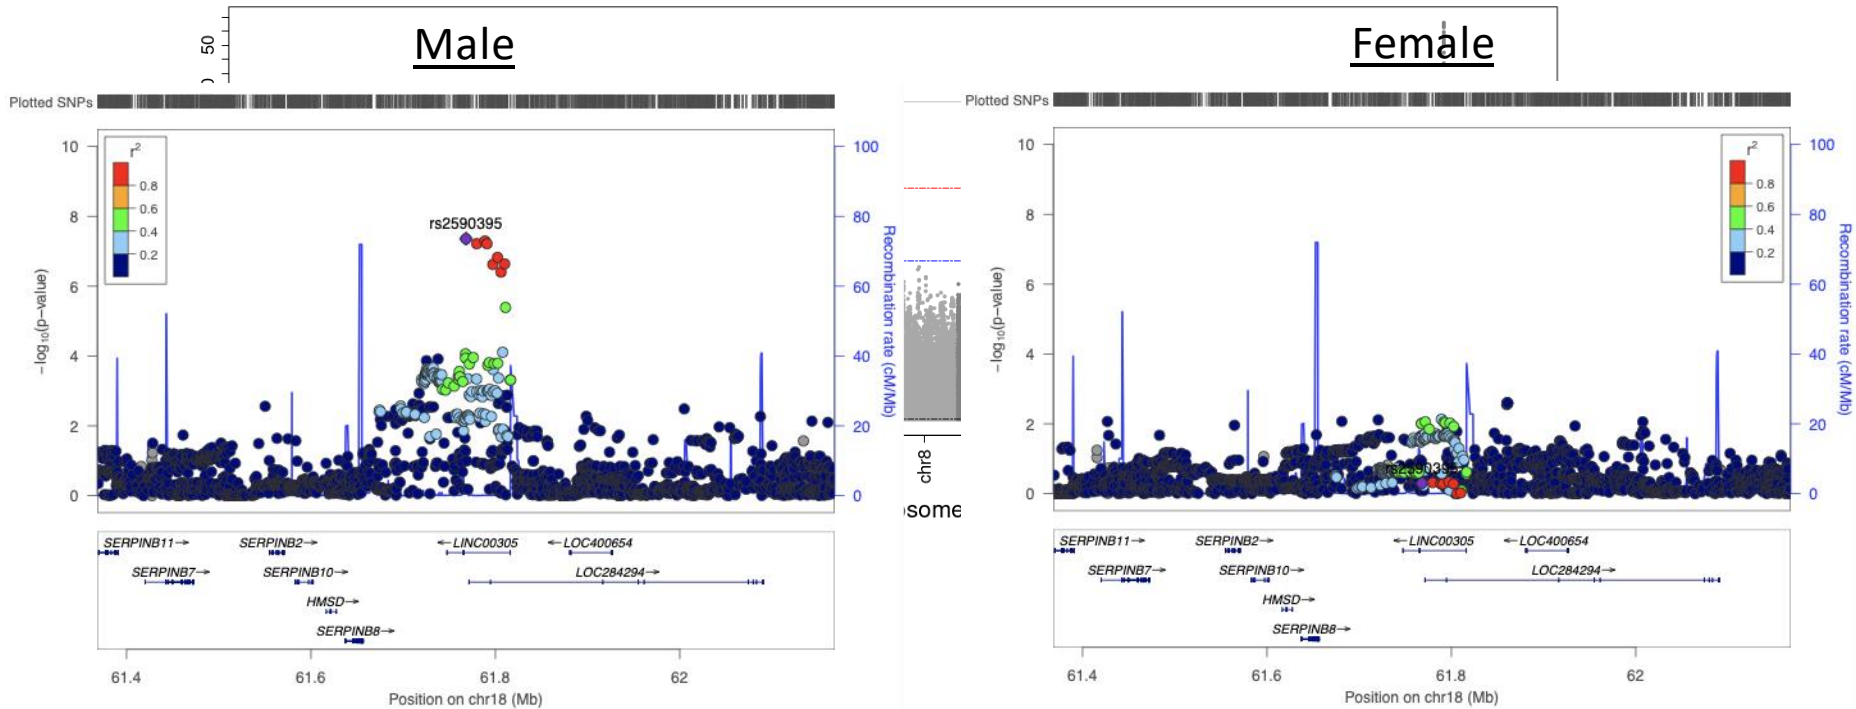 50
Male
Female
Plotted SNPs
Plotted SNPs
10
8
6
4
2
0
−log10(p−value)
r2
0.8
0.6
0.4
0.2
rs2590395
100
80
60
40
20
0
Recombination rate (cM/Mb)
SERPINB11→
SERPINB2→
←LINC00305
←LOC400654
SERPINB7→
SERPINB10→
LOC284294→
HMSD→
SERPINB8→
61.4
61.6
61.8
62
Position on chr18 (Mb)
chr8
some
10
8
6
4
2
0
−log10(p−value)
r2
0.8
0.6
0.4
0.2
rs2590395
100
80
60
40
20
0
Recombination rate (cM/Mb)
SERPINB11→
SERPINB2→
←LINC00305
←LOC400654
SERPINB7→
SERPINB10→
LOC284294→
HMSD→
SERPINB8→
61.4
61.6
61.8
62
Position on chr18 (Mb)